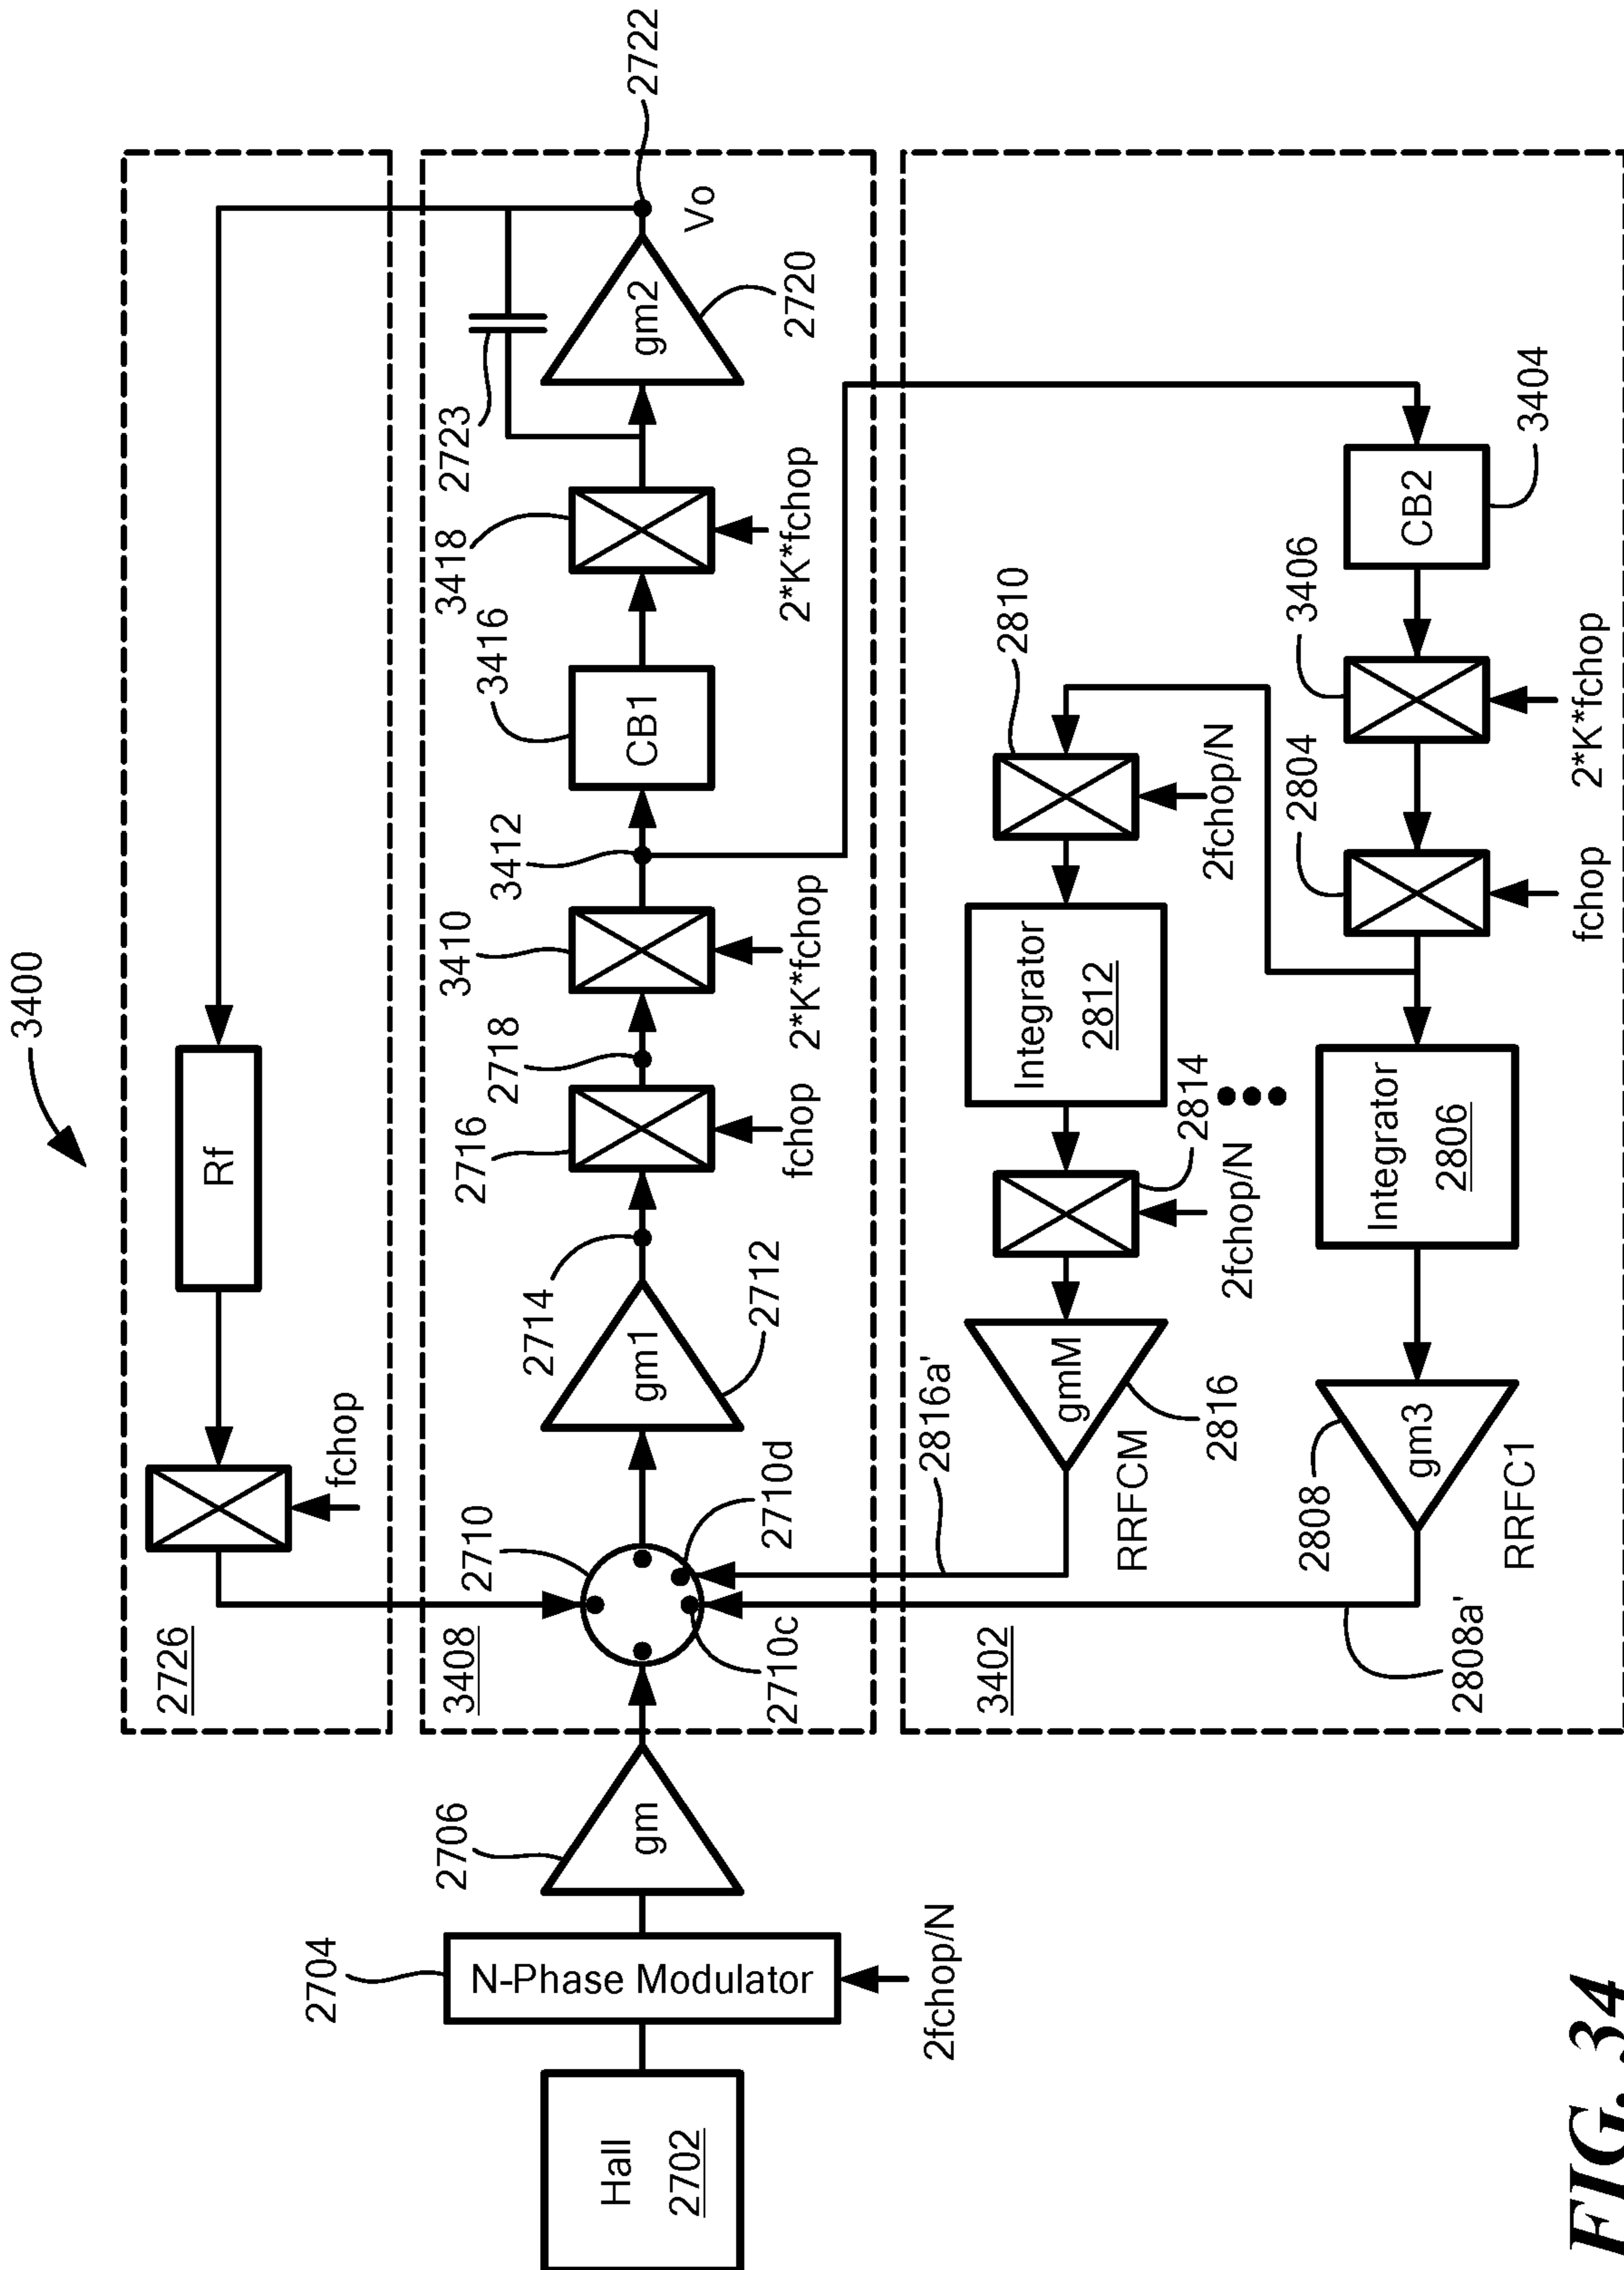 3400
2726
fchop
Rf
3408
2710
2710c
2710d
gm1
2712
2714
2716
fchop
2718
3410
2*K*fchop
3412
CB1
3416
3418
2*K*fchop
2723
gm2
2720
Vo
2722
Hall
2702
2704
N-Phase Modulator
2fchop/N
2706
gm
3402
2816a'
gmM
2816
RRFCM
2814
2fchop/N
Integrator
2812
2810
2fchop/N
2808a'
2808
gm3
RRFC1
Integrator
2806
2804
fchop
3406
2*K*fchop
CB2
3404
FIG. 34